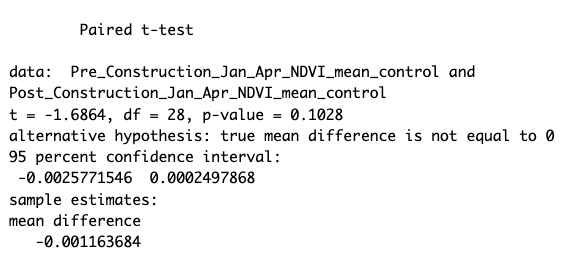 Paired t-test
data:  Pre_Construction_Jan_Apr_NDVI_mean_control and
Post_Construction_Jan_Apr_NDVI_mean_control
t = -1.6864, df = 28, p-value = 0.1028
alternative hypothesis: true mean difference is not equal to 0
95 percent confidence interval:
-0.0025771546  0.0002497868
sample estimates:
mean difference
-0.001163684